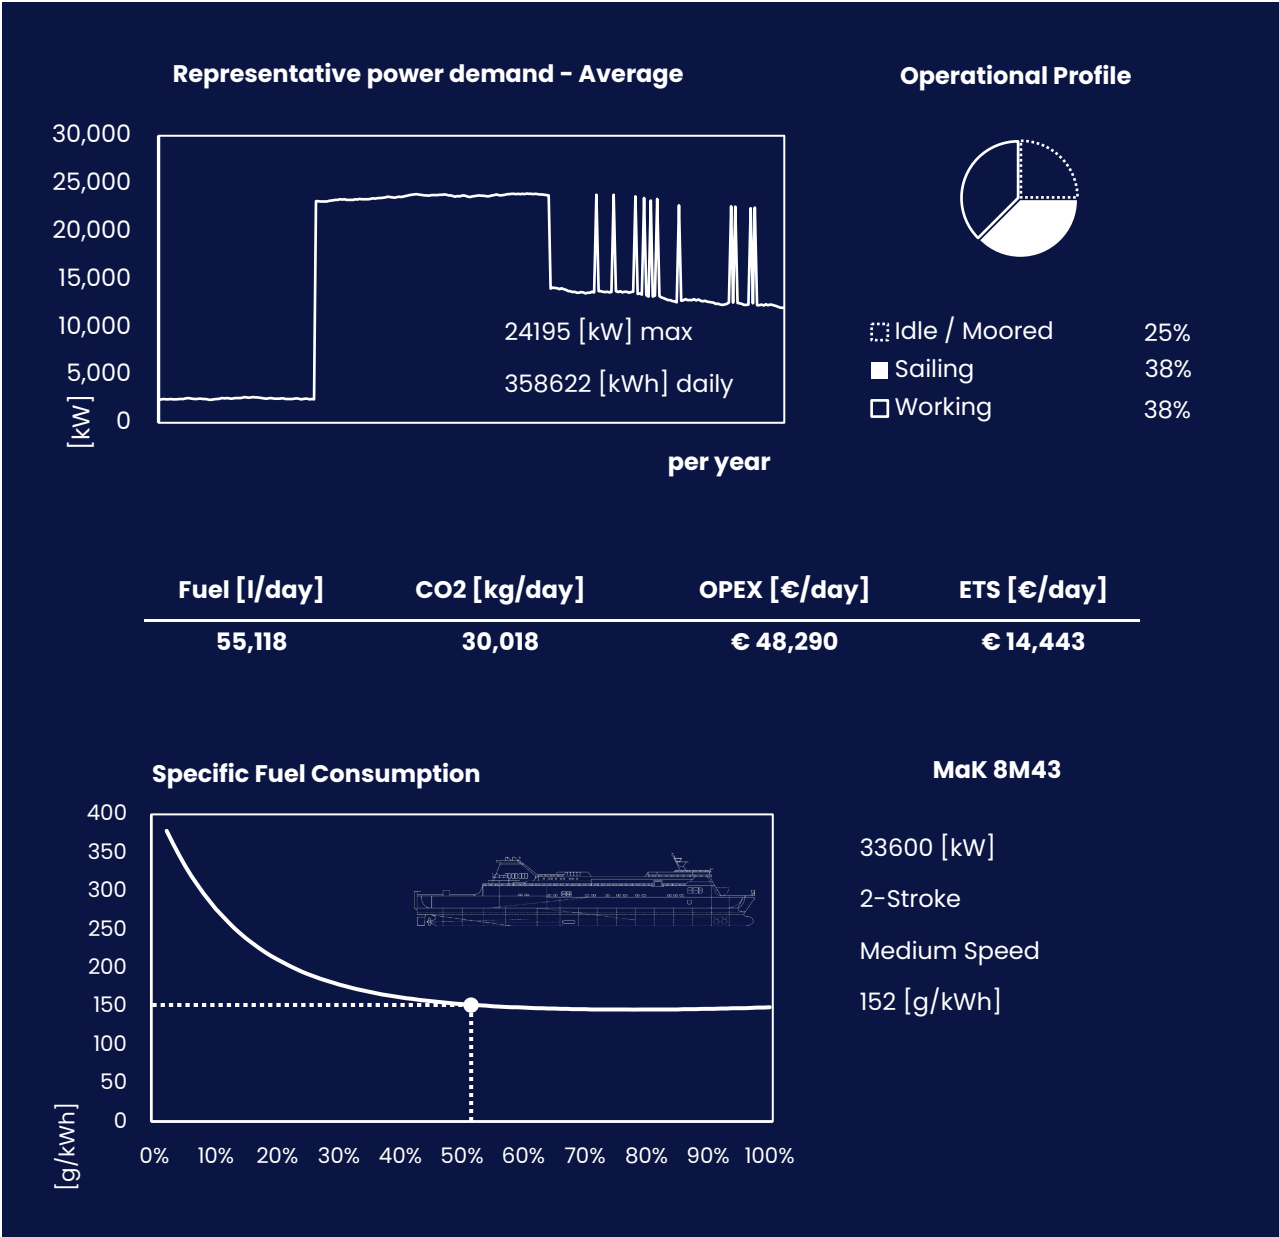 Representative power demand - Average
Operational Profile
30,000
25,000
20,000
15,000
10,000
5,000
0
[kW]
24195 [kW] max
358622 [kWh] daily
Idle / Moored 25%
Sailing 38%
Working 38%
per year
Fuel [l/day] CO2 [kg/day] OPEX [€/day] ETS [€/day]
55,118 30,018 € 48,290 € 14,443
Specific Fuel Consumption
MaK 8M43
400
350
300
250
200
150
100
50
0
[g/kWh]
0% 10% 20% 30% 40% 50% 60% 70% 80% 90% 100%
33600 [kW]
2-Stroke
Medium Speed
152 [g/kWh]